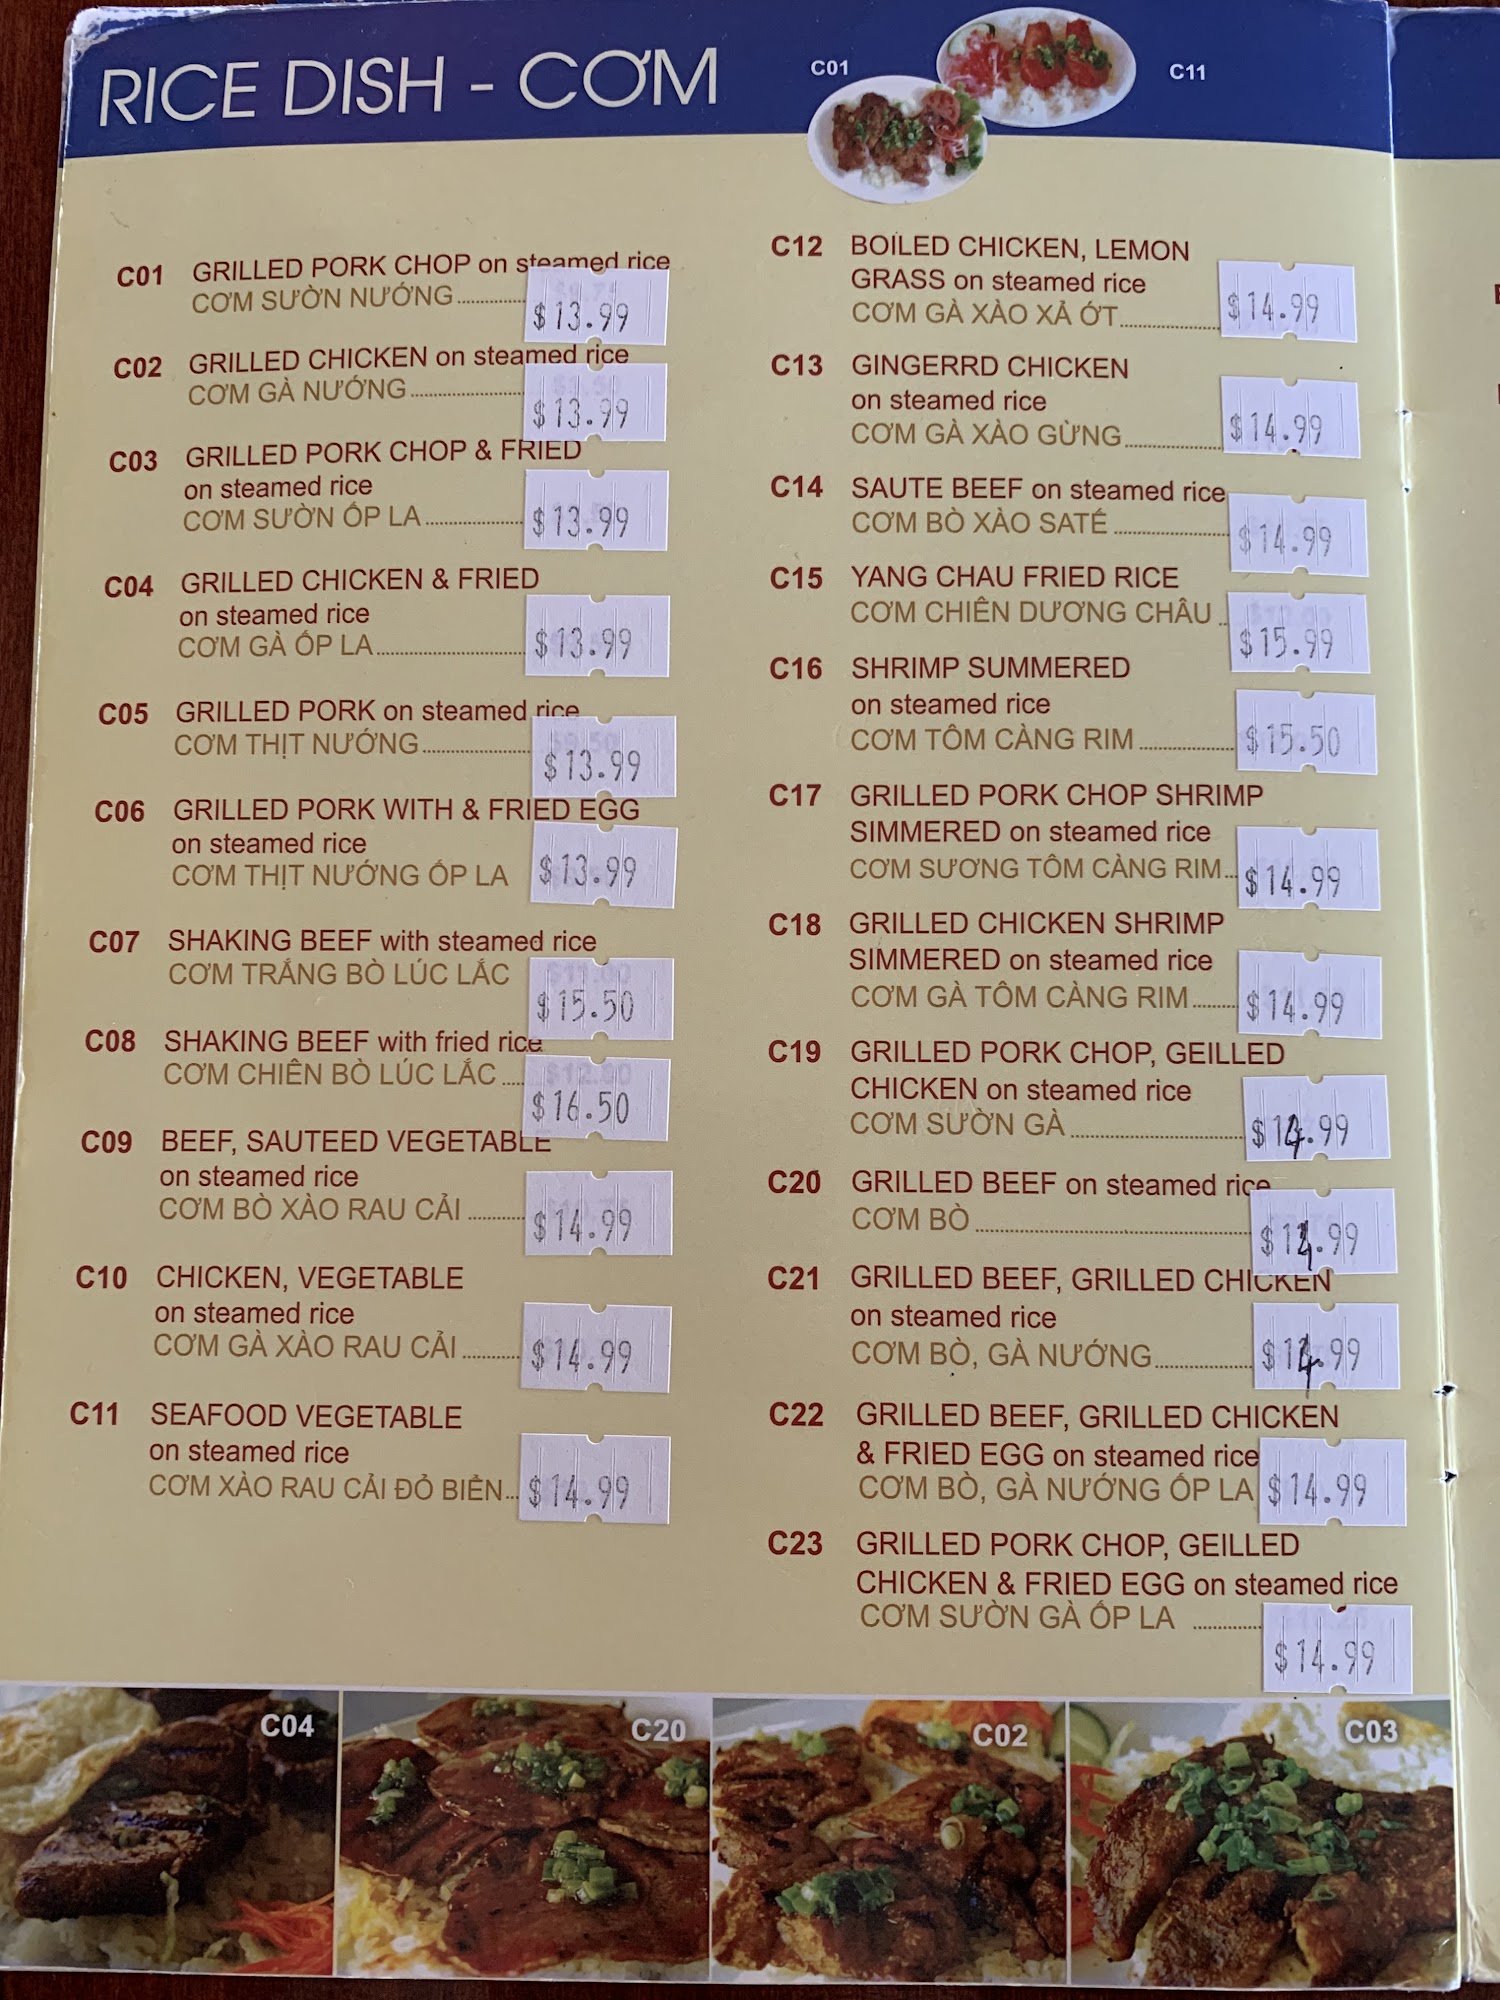 RICE DISH - CƠM
C01
C11
C01 GRILLED PORK CHOP on steamed rice
CƠM SƯỜN NƯỚNG $13.99
C02 GRILLED CHICKEN on steamed rice
CƠM GÀ NƯỚNG $13.99
C03 GRILLED PORK CHOP & FRIED
on steamed rice
CƠM SƯỜN ỐP LA $13.99
C04 GRILLED CHICKEN & FRIED
on steamed rice
CƠM GÀ ỐP LA $13.99
C05 GRILLED PORK on steamed rice
CƠM THỊT NƯỚNG $13.99
C06 GRILLED PORK WITH & FRIED EGG
on steamed rice
CƠM THỊT NƯỚNG ỐP LA $13.99
C07 SHAKING BEEF with steamed rice
CƠM TRẮNG BÒ LÚC LẮC $15.50
C08 SHAKING BEEF with fried rice
CƠM CHIÊN BÒ LÚC LẮC $16.50
C09 BEEF, SAUTEED VEGETABLE
on steamed rice
CƠM BÒ XÀO RAU CẢI $14.99
C10 CHICKEN, VEGETABLE
on steamed rice
CƠM GÀ XÀO RAU CẢI $14.99
C11 SEAFOOD VEGETABLE
on steamed rice
CƠM XÀO RAU CẢI ĐỎ BIỂN $14.99
C12 BOILED CHICKEN, LEMON
GRASS on steamed rice
CƠM GÀ XÀO XẢ ỚT $14.99
C13 GINGERRD CHICKEN
on steamed rice
CƠM GÀ XÀO GỪNG $14.99
C14 SAUTE BEEF on steamed rice
CƠM BÒ XÀO SATÉ $14.99
C15 YANG CHAU FRIED RICE
CƠM CHIÊN DƯƠNG CHÂU $15.99
C16 SHRIMP SUMMERED
on steamed rice
CƠM TÔM CÀNG RIM $15.50
C17 GRILLED PORK CHOP SHRIMP
SIMMERED on steamed rice
CƠM SƯƠNG TÔM CÀNG RIM $14.99
C18 GRILLED CHICKEN SHRIMP
SIMMERED on steamed rice
CƠM GÀ TÔM CÀNG RIM $14.99
C19 GRILLED PORK CHOP, GEILLED
CHICKEN on steamed rice
CƠM SƯỜN GÀ $14.99
C20 GRILLED BEEF on steamed rice
CƠM BÒ $14.99
C21 GRILLED BEEF, GRILLED CHICKEN
on steamed rice
CƠM BÒ, GÀ NƯỚNG $14.99
C22 GRILLED BEEF, GRILLED CHICKEN
& FRIED EGG on steamed rice
CƠM BÒ, GÀ NƯỚNG ỐP LA $14.99
C23 GRILLED PORK CHOP, GEILLED
CHICKEN & FRIED EGG on steamed rice
CƠM SƯỜN GÀ ỐP LA $14.99
C04
C20
C02
C03